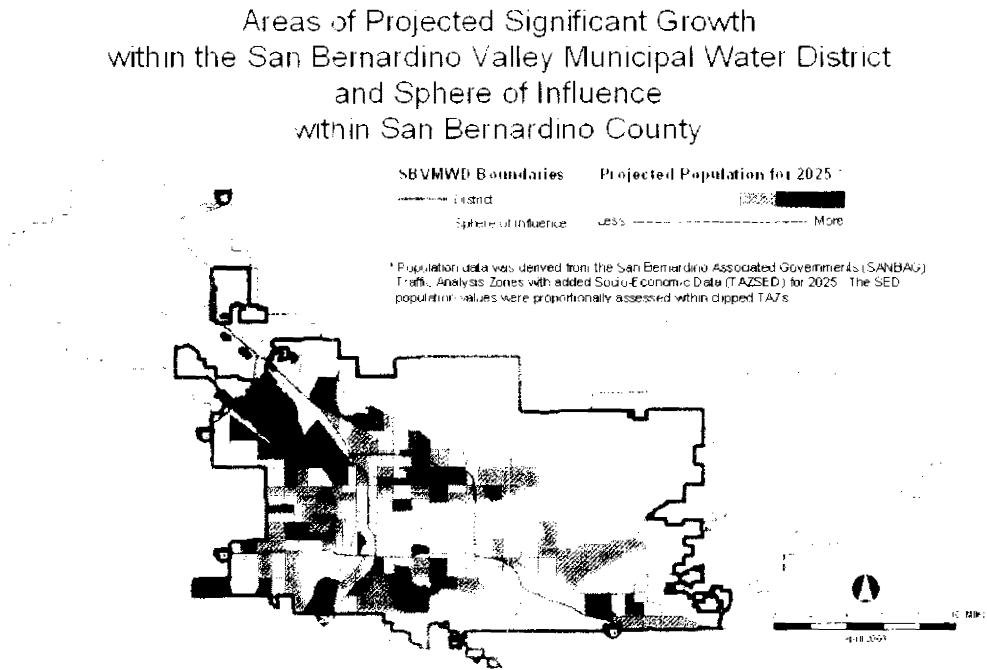 Areas of Projected Significant Growth
within the San Bernardino Valley Municipal Water District
and Sphere of Influence
within San Bernardino County
SBVMWD Boundaries
District
Sphere of Influence
Projected Population for 2025 *
Less
More
* Population data was derived from the San Bernardino Associated Governments (SANBAG)
Traffic Analysis Zones with added Socio-Economic Data (TAZSED) for 2025. The SED
population values were proportionally assessed within clipped TAZs
April 2003